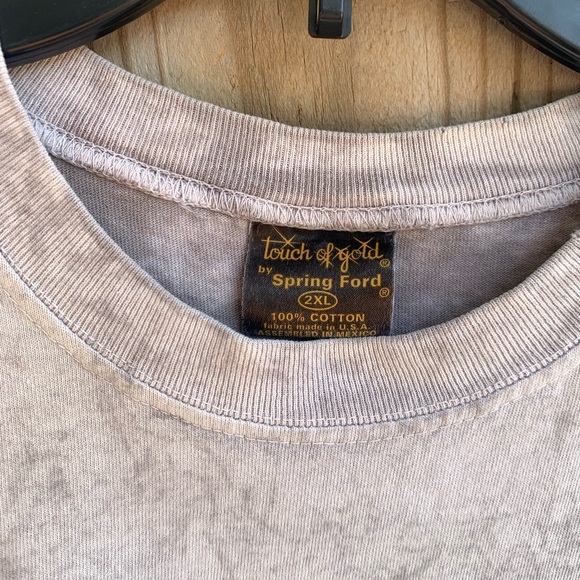 touch of gold®
by
Spring Ford®
2XL
100% COTTON
fabric made in U.S.A.
ASSEMBLED IN MEXICO